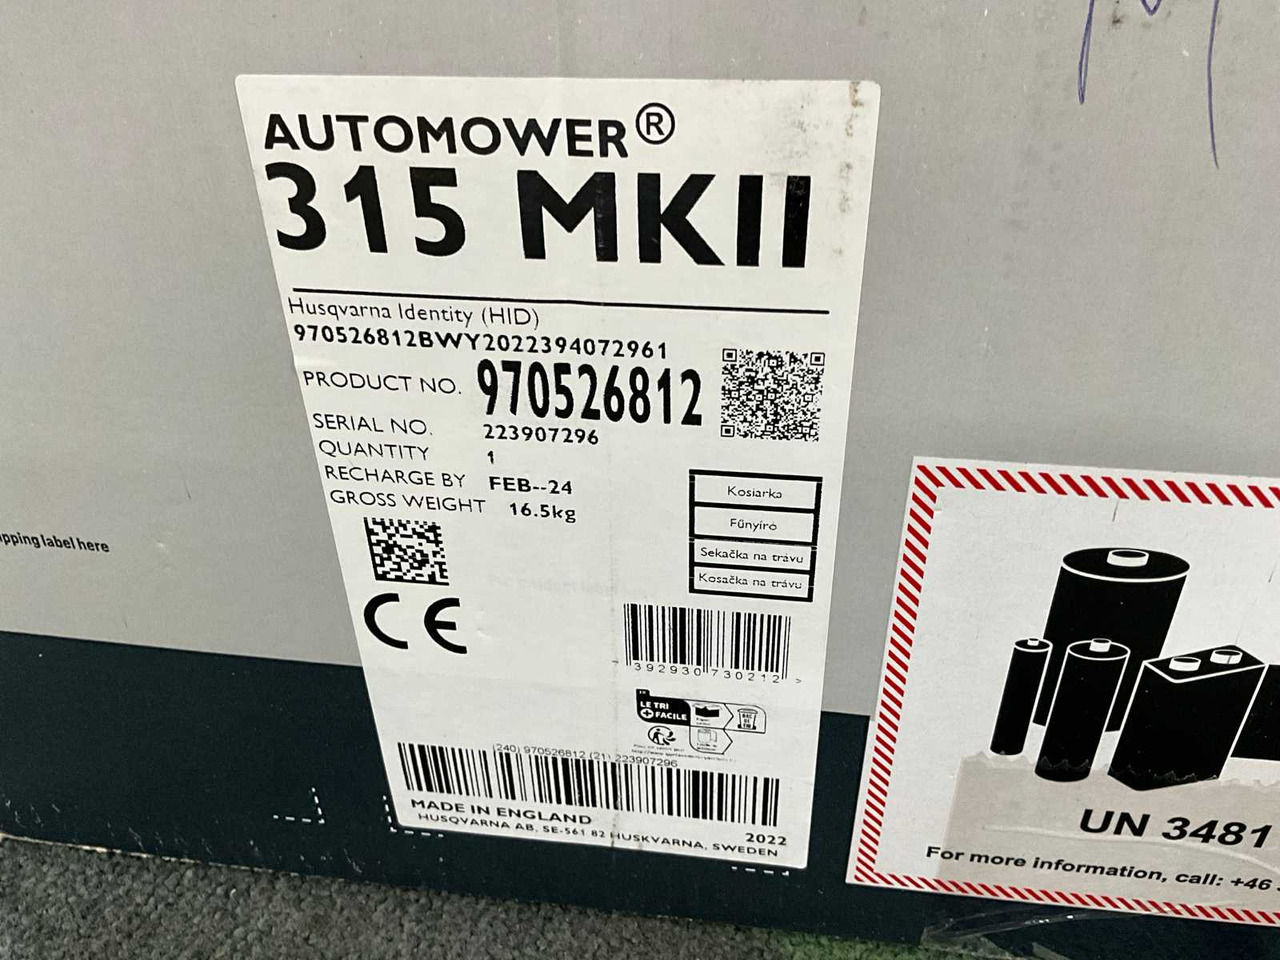 AUTOMOWER®
315 MKII
Husqvarna Identity (HID)
970526812BWY2022394072961
PRODUCT NO. 970526812
SERIAL NO. 223907296
QUANTITY 1
RECHARGE BY FEB--24
GROSS WEIGHT 16.5kg
Kosiarka
Fűnyíró
Sekačka na trávu
Kosačka na trávu
pping label here
CE
7 392930 730212 >
LE TRI
+ FACILE
(240) 970526812 (21) 223907296
MADE IN ENGLAND
2022
HUSQVARNA AB, SE-561 82 HUSKVARNA, SWEDEN
UN 3481
For more information, call: +46